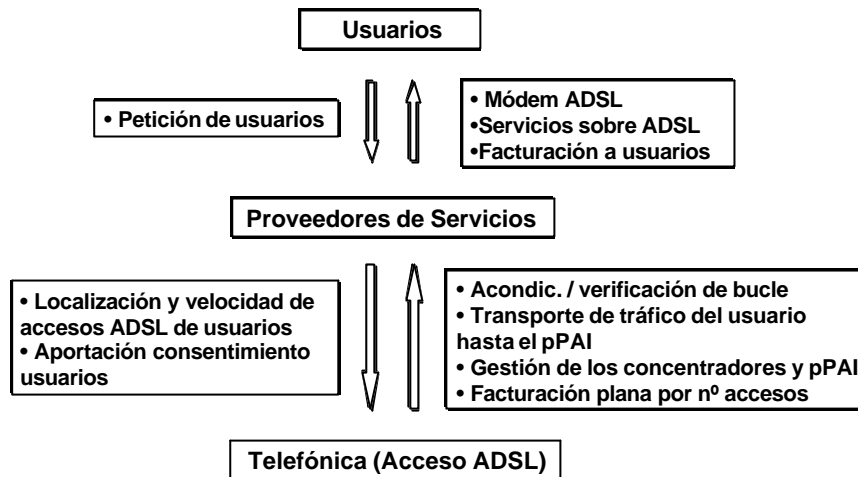 Usuarios
• Petición de usuarios
• Módem ADSL
•Servicios sobre ADSL
•Facturación a usuarios
Proveedores de Servicios
• Localización y velocidad de
accesos ADSL de usuarios
• Aportación consentimiento
usuarios
• Acondic. / verificación de bucle
• Transporte de tráfico del usuario
hasta el pPAI
• Gestión de los concentradores y pPAI
• Facturación plana por nº accesos
Telefónica (Acceso ADSL)